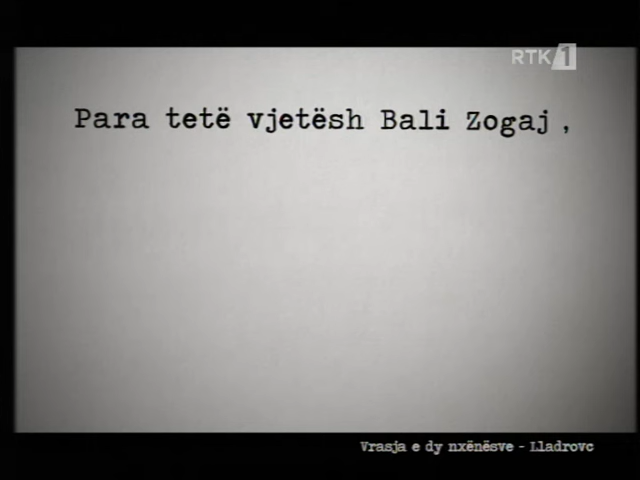 RTK 1
Para tetë vjetësh Bali Zogaj ,
Vrasja e dy nxënësve - Lladrovc